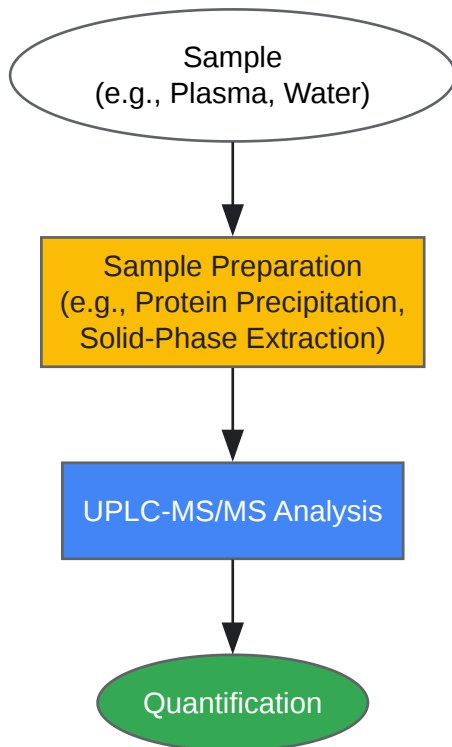 Sample
(e.g., Plasma, Water)
Sample Preparation
(e.g., Protein Precipitation,
Solid-Phase Extraction)
UPLC-MS/MS Analysis
Quantification